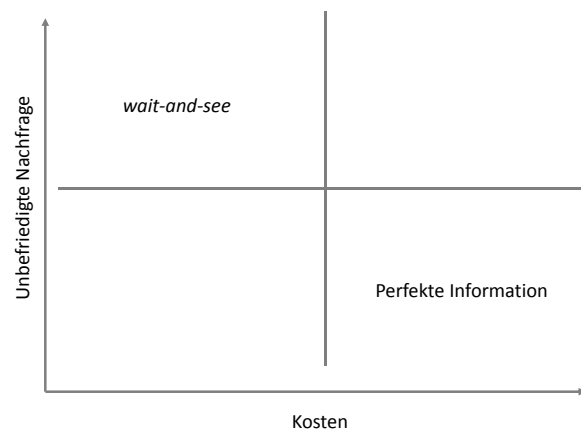 wait-and-see
Unbefriedigte Nachfrage
Perfekte Information
Kosten